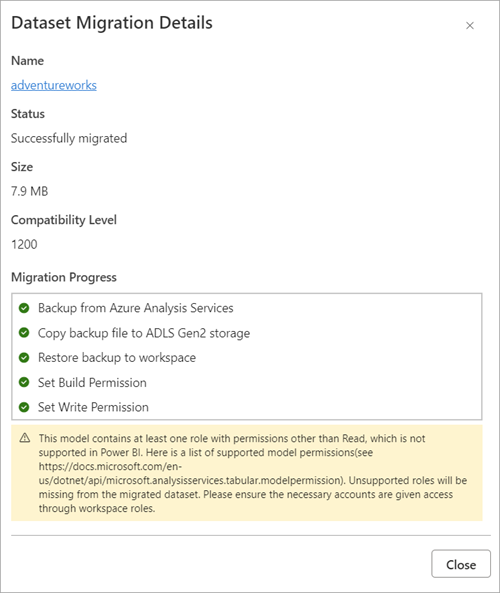 Dataset Migration Details
Name
adventureworks
Status
Successfully migrated
Size
7.9 MB
Compatibility Level
1200
Migration Progress
Backup from Azure Analysis Services
Copy backup file to ADLS Gen2 storage
Restore backup to workspace
Set Build Permission
Set Write Permission
This model contains at least one role with permissions other than Read, which is not
supported in Power BI. Here is a list of supported model permissions(see
https://docs.microsoft.com/en-
us/dotnet/api/microsoft.analysisservices.tabular.modelpermission). Unsupported roles will be
missing from the migrated dataset. Please ensure the necessary accounts are given access
through workspace roles.
Close